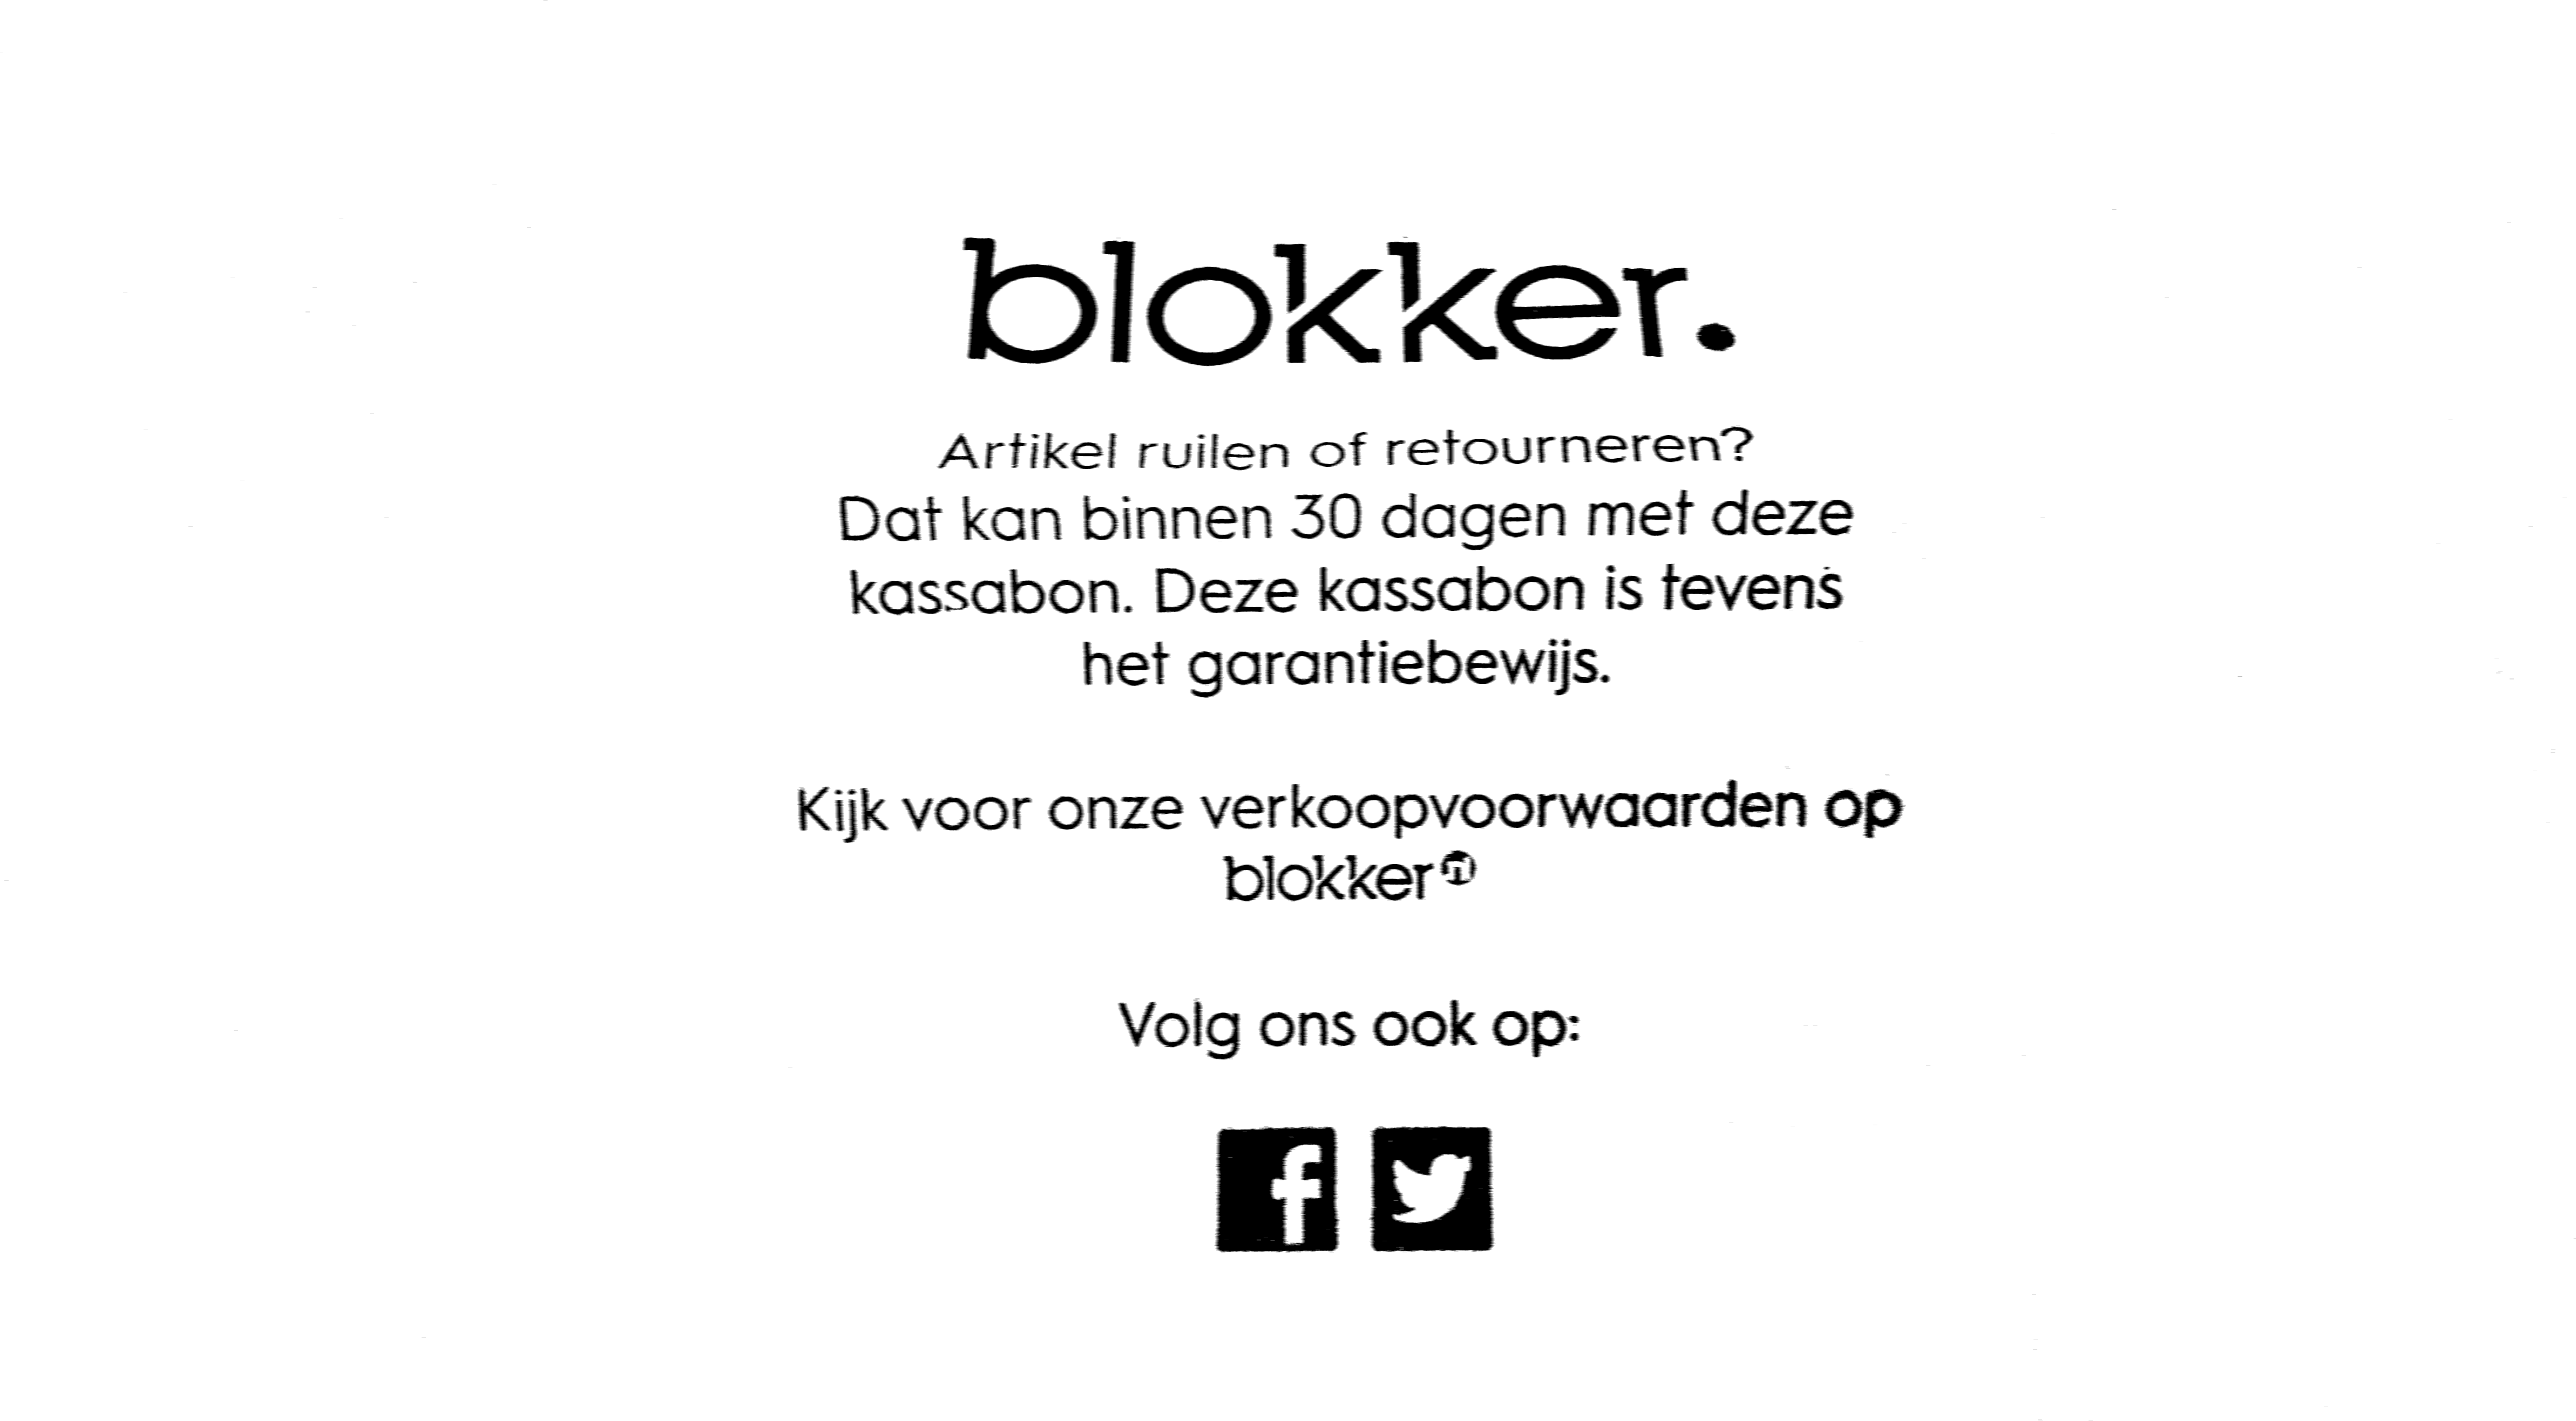 blokker.
Artikel ruilen of retourneren?
Dat kan binnen 30 dagen met deze
kassabon. Deze kassabon is tevens
het garantiebewijs.
Kijk voor onze verkoopvoorwaarden op
blokker
Volg ons ook op:
f